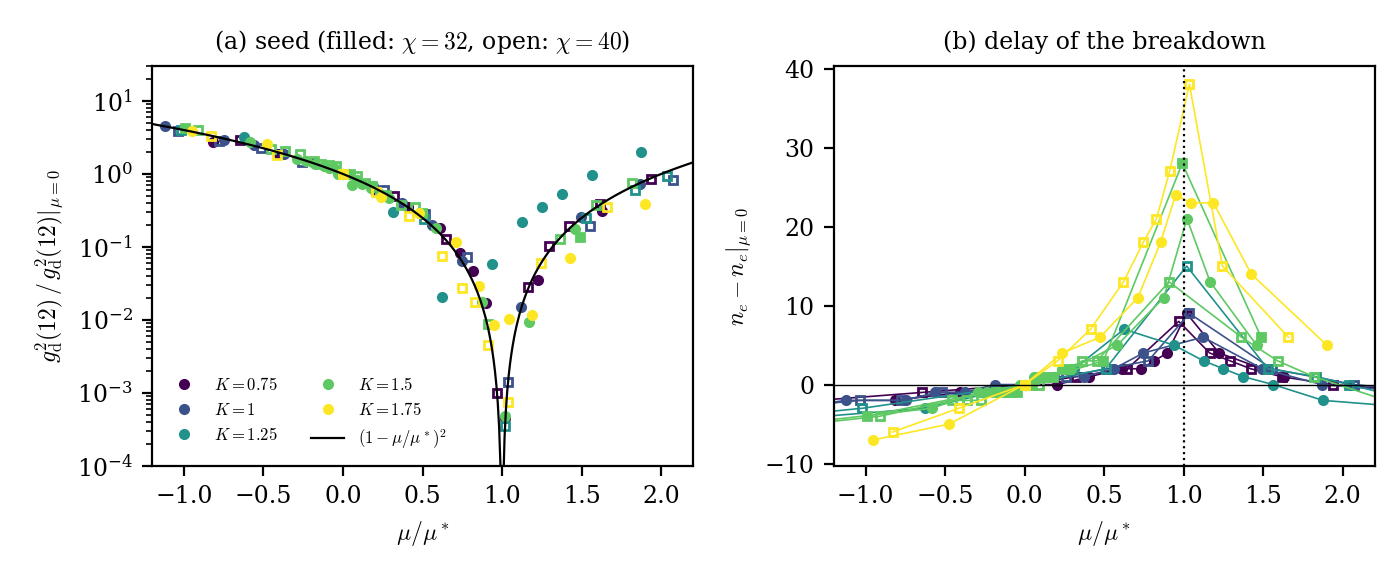 (a) seed (filled: χ = 32, open: χ = 40)
g_d^2(12) / g_d^2(12)|_{μ=0}
10^1
10^0
10^{-1}
10^{-2}
10^{-3}
10^{-4}
K = 0.75
K = 1
K = 1.25
K = 1.5
K = 1.75
(1 − μ/μ*)^2
−1.0 −0.5 0.0 0.5 1.0 1.5 2.0
μ/μ*
(b) delay of the breakdown
n_e − n_e|_{μ=0}
40
30
20
10
0
−10
−1.0 −0.5 0.0 0.5 1.0 1.5 2.0
μ/μ*